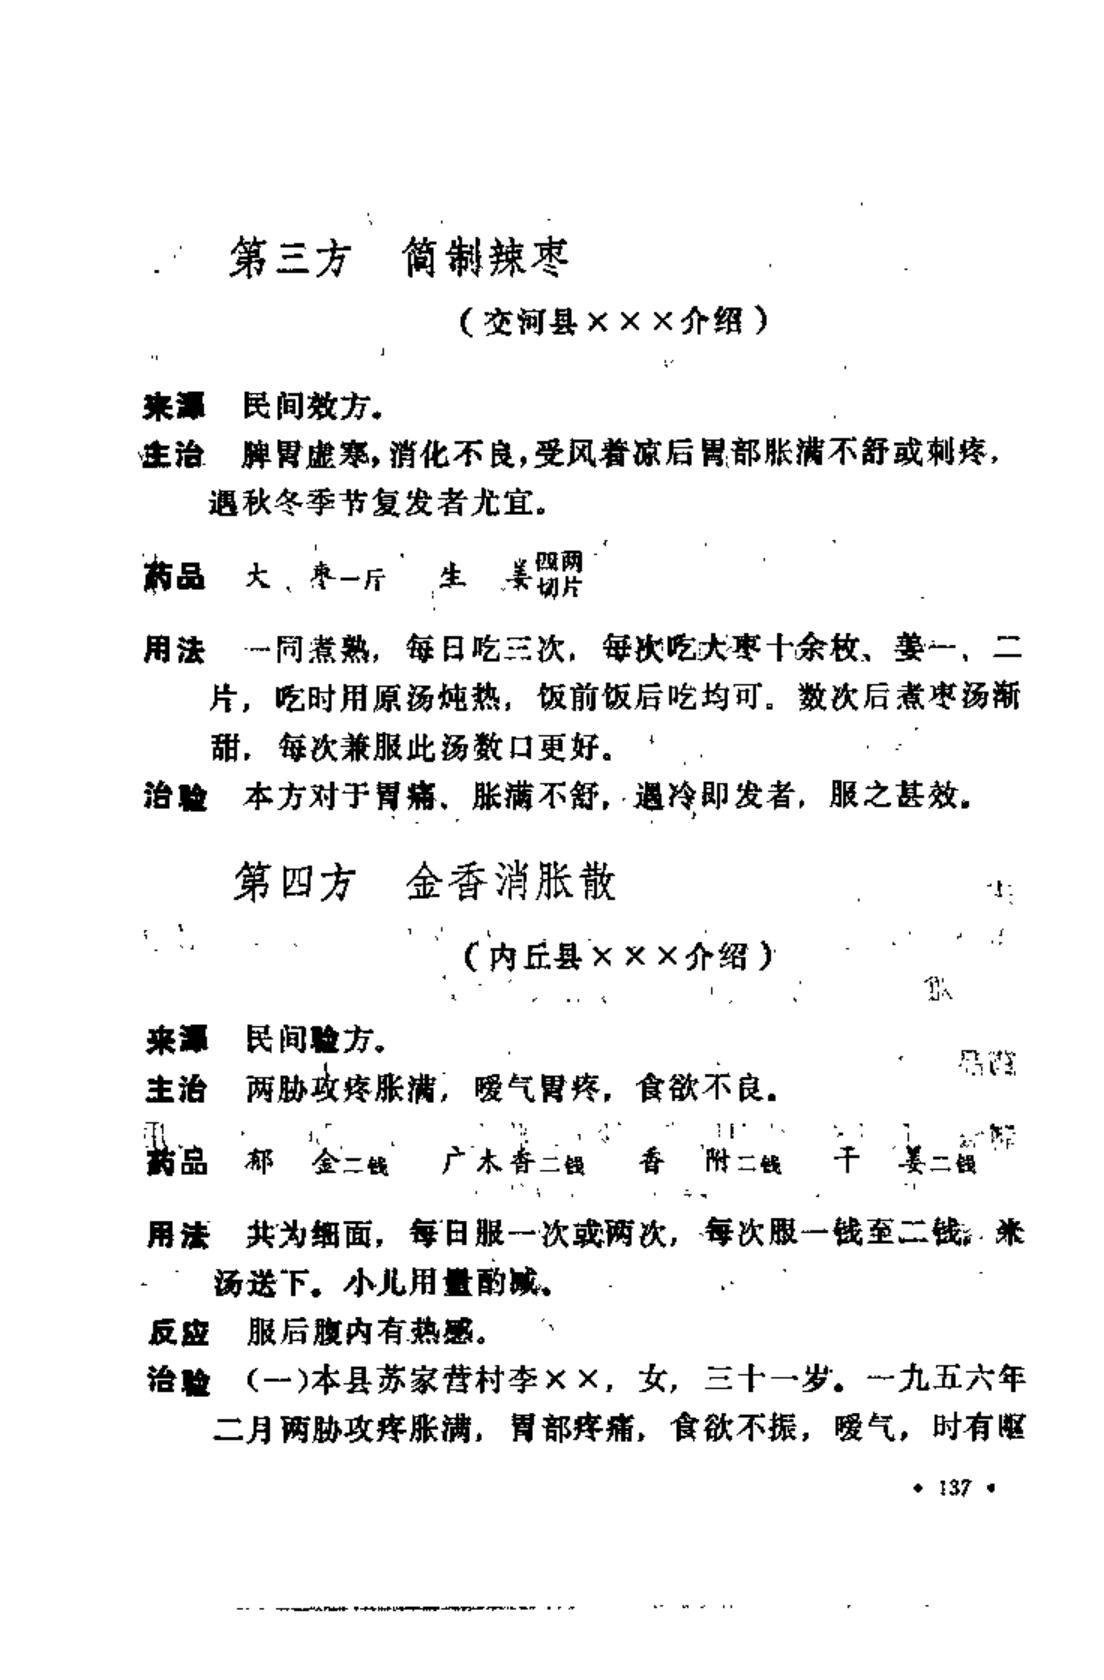 第三方　简制辣枣
（交河县×××介绍）
来源　民间效方。
主治　脾胃虚寒，消化不良，受风着凉后胃部胀满不舒或刺疼，
遇秋冬季节复发者尤宜。
药品　大　枣一斤　生　姜四两切片
用法　一同煮熟，每日吃三次，每次吃大枣十余枚、姜一、二
片，吃时用原汤炖热，饭前饭后吃均可。数次后煮枣汤渐
甜，每次兼服此汤数口更好。
治验　本方对于胃痛、胀满不舒，遇冷即发者，服之甚效。
第四方　金香消胀散
（内丘县×××介绍）
来源　民间验方。
主治　两胁攻疼胀满，嗳气胃疼，食欲不良。
药品　郁　金二钱　广木香二钱　香　附二钱　干　姜二钱
用法　共为细面，每日服一次或两次，每次服一钱至二钱，米
汤送下。小儿用量酌减。
反应　服后腹内有热感。
治验　（一）本县苏家营村李××，女，三十一岁。一九五六年
二月两胁攻疼胀满，胃部疼痛，食欲不振，嗳气，时有呕
• 137 •